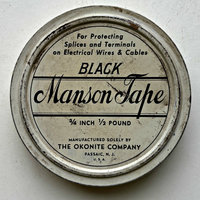 For Protecting
Splices and Terminals
on Electrical Wires & Cables
BLACK
Manson Tape
¾ INCH ½ POUND
MANUFACTURED SOLELY BY
THE OKONITE COMPANY
PASSAIC, N. J.
U.S.A.